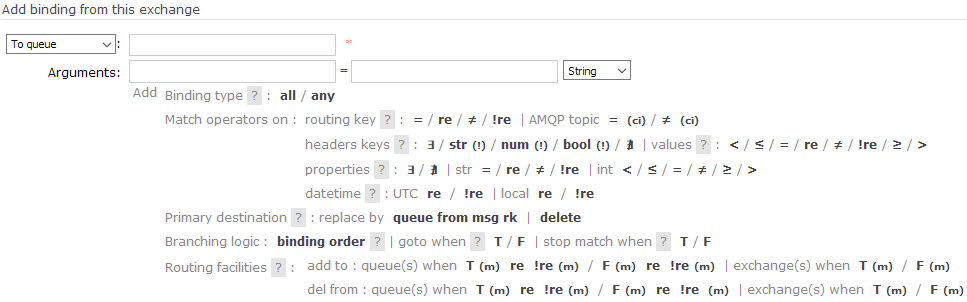 Add binding from this exchange
To queue : *
Arguments: = String
Add Binding type ? : all / any
Match operators on : routing key ? : = / re / ≠ / !re | AMQP topic = (ci) / ≠ (ci)
headers keys ? : ∃ / str (!) / num (!) / bool (!) / ∄ | values ? : < / ≤ / = / re / ≠ / !re / ≥ / >
properties ? : ∃ / ∄ | str = / re / ≠ / !re | int < / ≤ / = / ≠ / ≥ / >
datetime ? : UTC re / !re | local re / !re
Primary destination ? : replace by queue from msg rk | delete
Branching logic : binding order ? | goto when ? T / F | stop match when ? T / F
Routing facilities ? : add to : queue(s) when T (m) re !re (m) / F (m) re !re (m) | exchange(s) when T (m) / F (m)
del from : queue(s) when T (m) re !re (m) / F (m) re !re (m) | exchange(s) when T (m) / F (m)